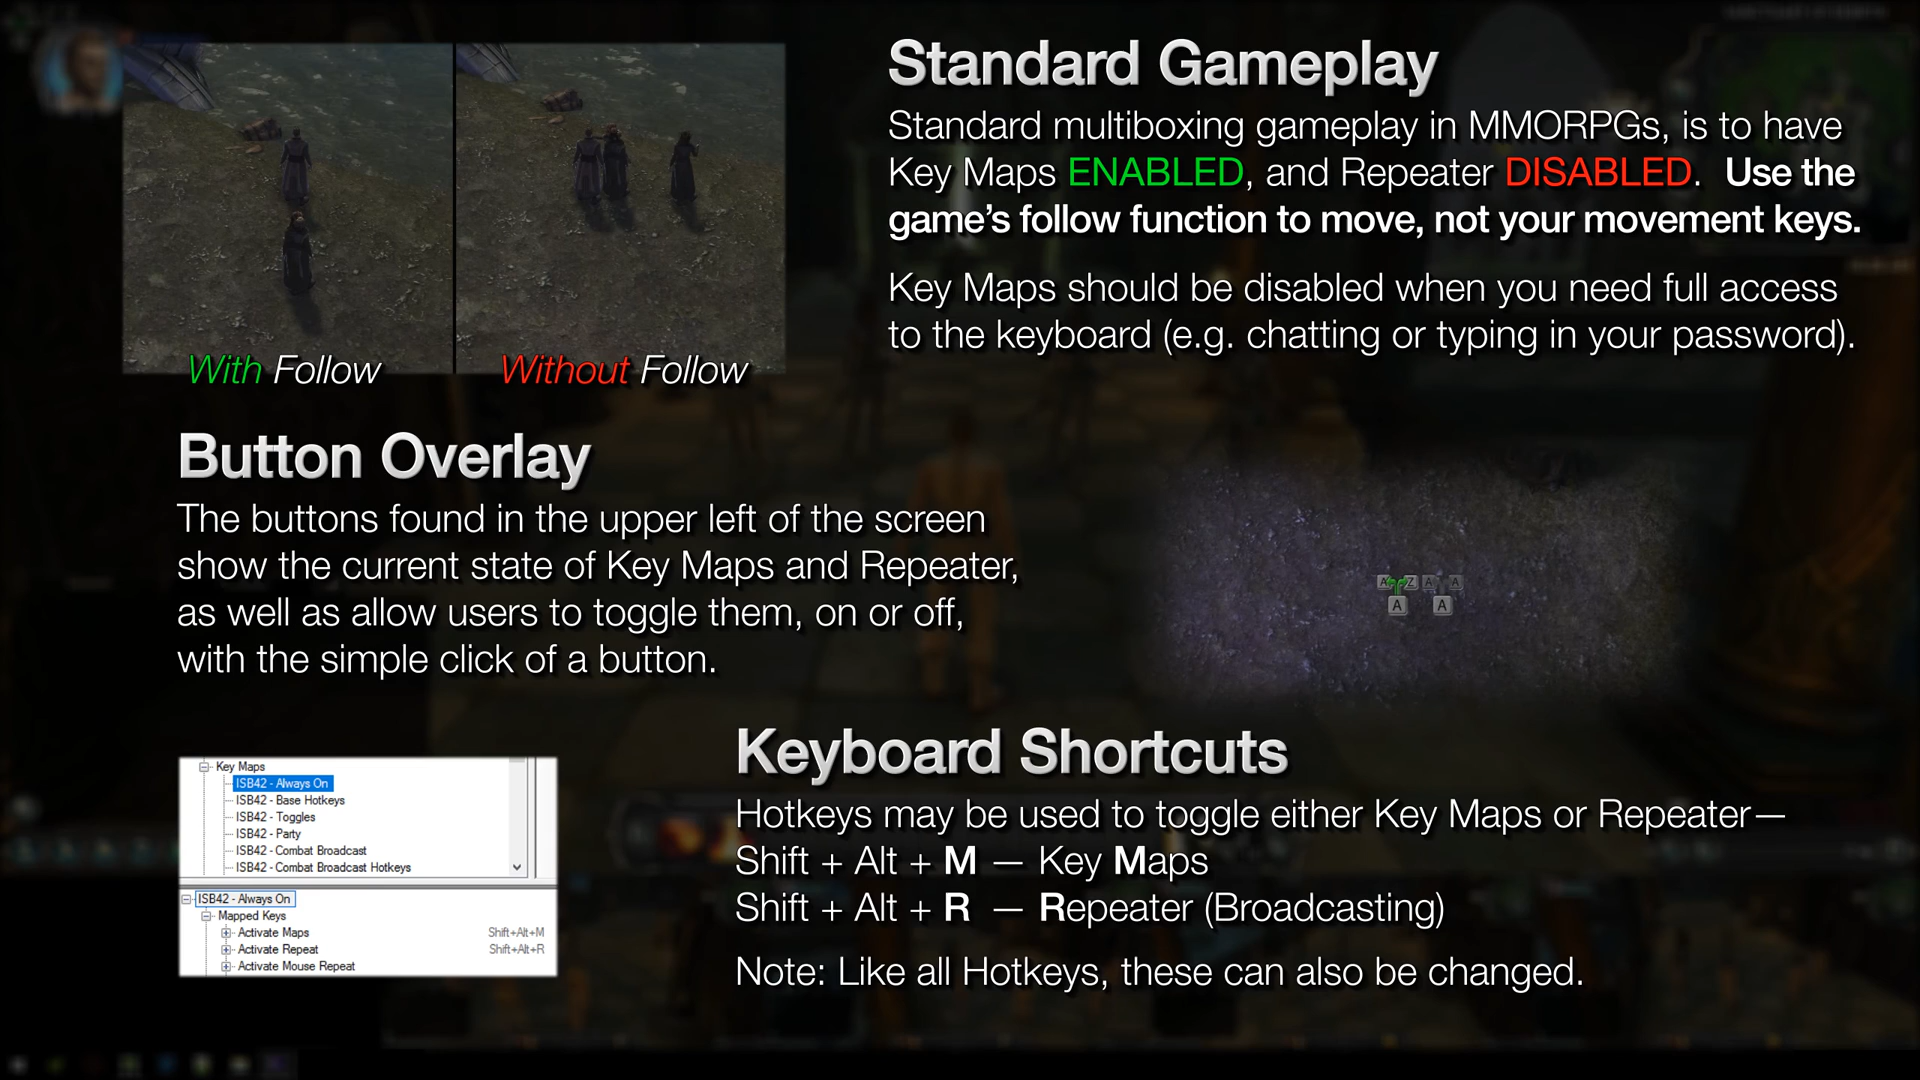 Standard Gameplay
Standard multiboxing gameplay in MMORPGs, is to have
Key Maps ENABLED, and Repeater DISABLED. Use the
game's follow function to move, not your movement keys.
Key Maps should be disabled when you need full access
to the keyboard (e.g. chatting or typing in your password).
With Follow
Without Follow
Button Overlay
The buttons found in the upper left of the screen
show the current state of Key Maps and Repeater,
as well as allow users to toggle them, on or off,
with the simple click of a button.
A Z A A
A A
Keyboard Shortcuts
Hotkeys may be used to toggle either Key Maps or Repeater—
Shift + Alt + M — Key Maps
Shift + Alt + R — Repeater (Broadcasting)
Note: Like all Hotkeys, these can also be changed.
Key Maps
ISB42 - Always On
ISB42 - Base Hotkeys
ISB42 - Toggles
ISB42 - Party
ISB42 - Combat Broadcast
ISB42 - Combat Broadcast Hotkeys
ISB42 - Always On
Mapped Keys
Activate Maps Shift+Alt+M
Activate Repeat Shift+Alt+R
Activate Mouse Repeat